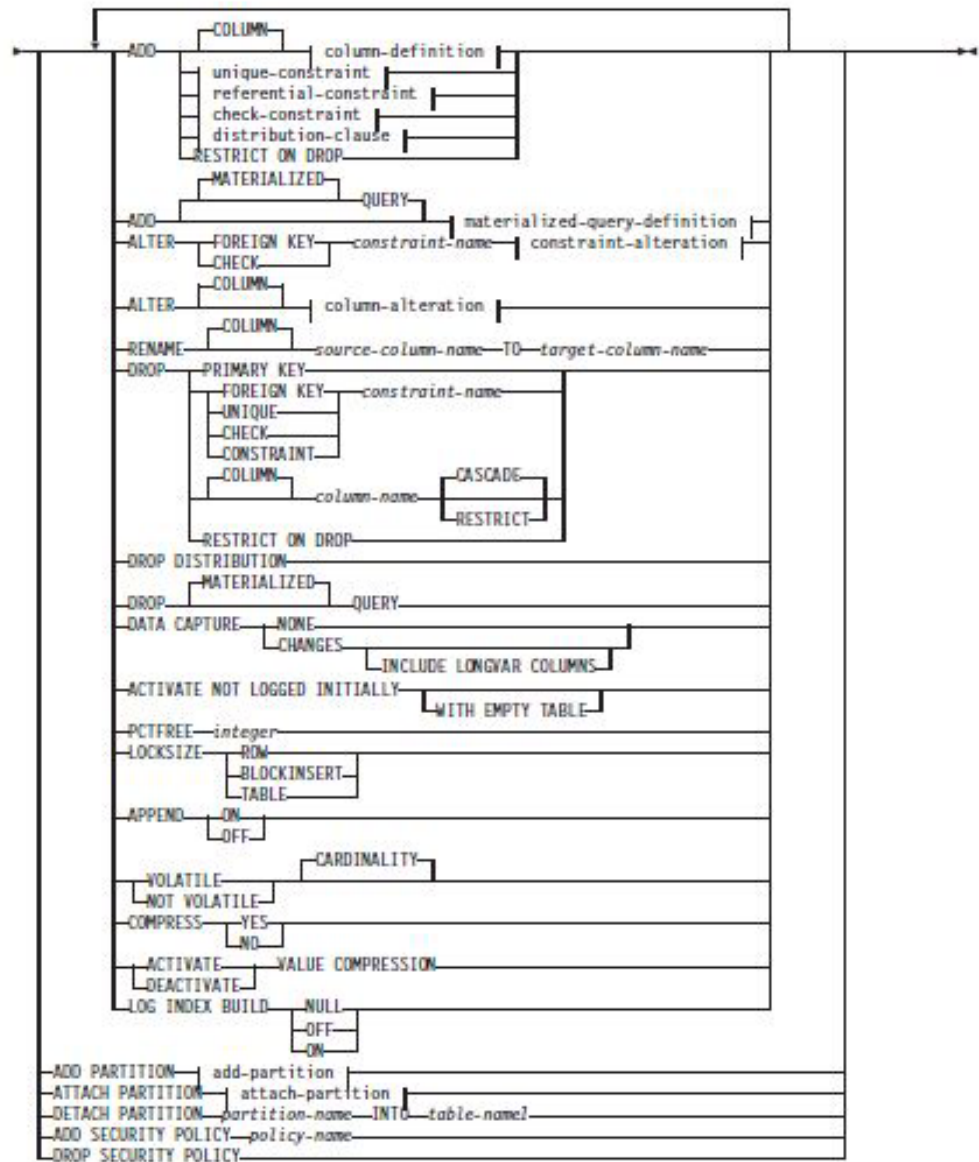 COLUMN
ADD column-definition
unique-constraint
referential-constraint
check-constraint
distribution-clause
RESTRICT ON DROP
MATERIALIZED
QUERY
ADD materialized-query-definition
ALTER FOREIGN KEY constraint-name constraint-alteration
CHECK
COLUMN
ALTER column-alteration
COLUMN
RENAME source-column-name TO target-column-name
DROP PRIMARY KEY
FOREIGN KEY constraint-name
UNIQUE
CHECK
CONSTRAINT
COLUMN CASCADE
column-name
RESTRICT
RESTRICT ON DROP
DROP DISTRIBUTION
MATERIALIZED
DROP QUERY
DATA CAPTURE NONE
CHANGES
INCLUDE LONGVAR COLUMNS
ACTIVATE NOT LOGGED INITIALLY
WITH EMPTY TABLE
PCTFREE integer
LOCKSIZE ROW
BLOCKINSERT
TABLE
APPEND ON
OFF
CARDINALITY
VOLATILE
NOT VOLATILE
COMPRESS YES
NO
ACTIVATE VALUE COMPRESSION
DEACTIVATE
LOG INDEX BUILD NULL
OFF
ON
ADD PARTITION add-partition
ATTACH PARTITION attach-partition
DETACH PARTITION partition-name INTO table-name1
ADD SECURITY POLICY policy-name
DROP SECURITY POLICY